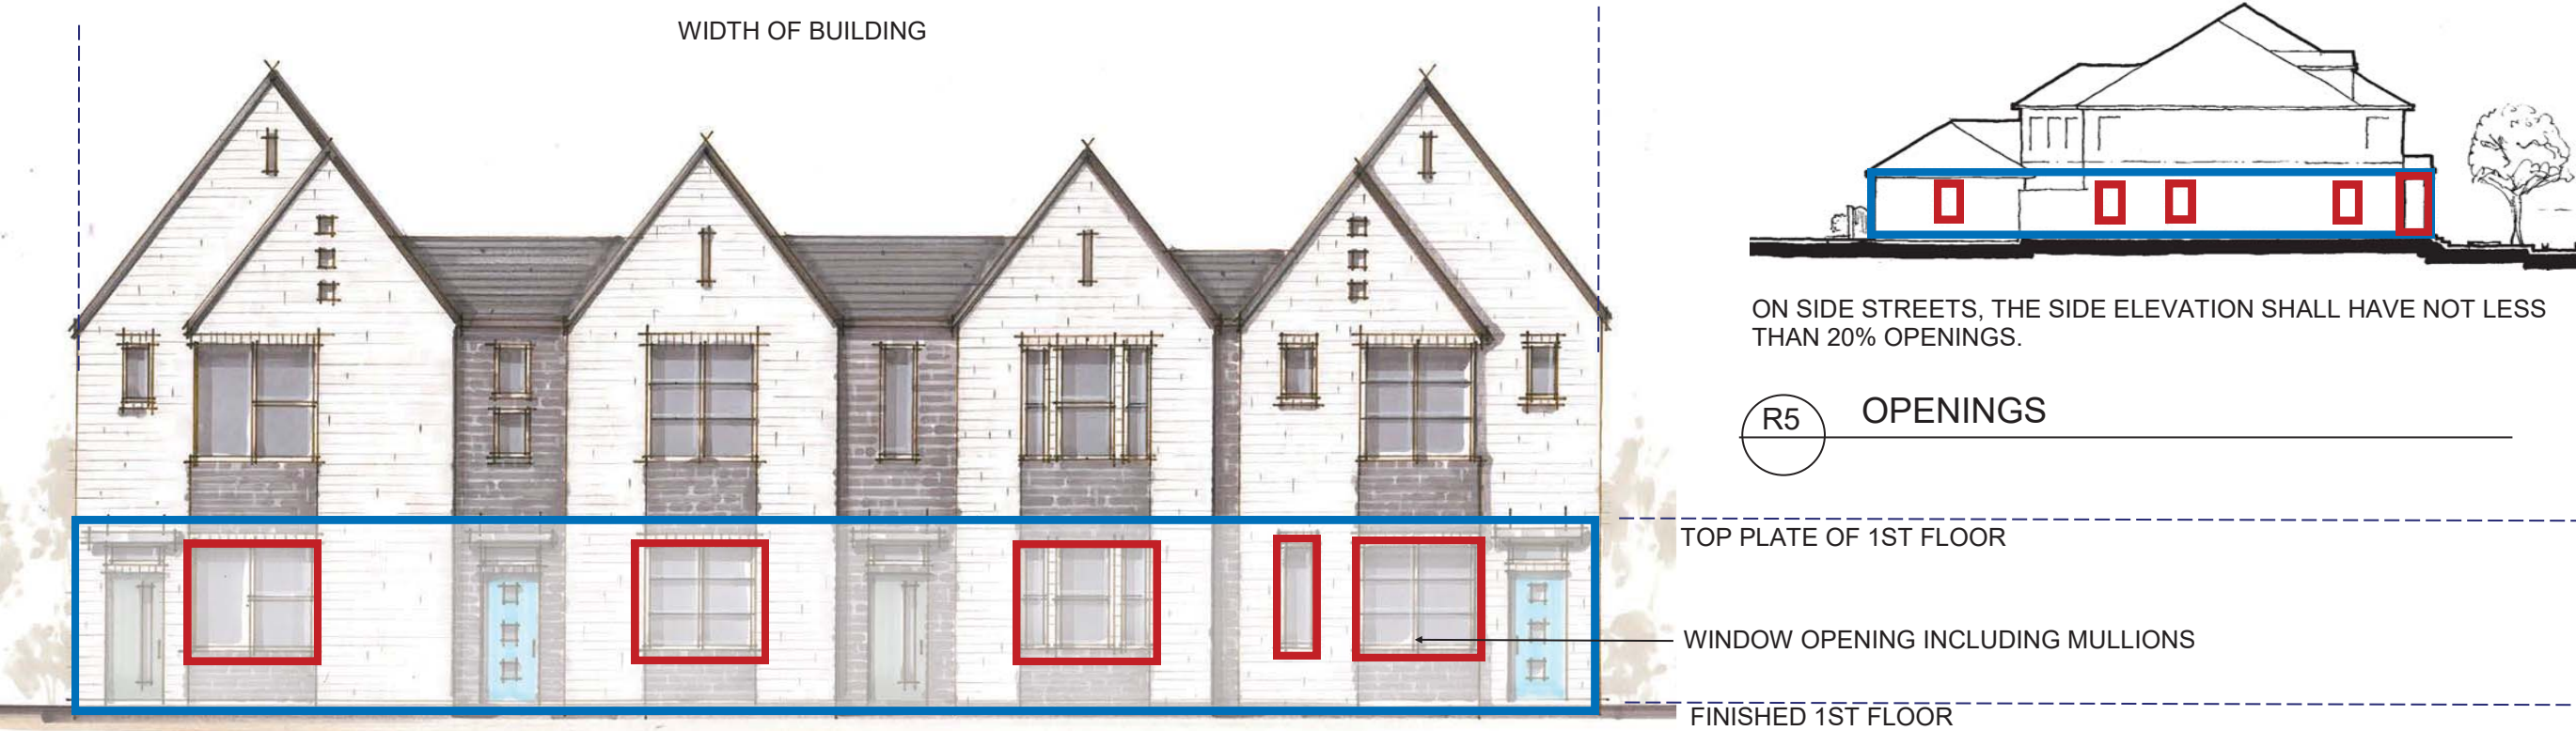 WIDTH OF BUILDING
ON SIDE STREETS, THE SIDE ELEVATION SHALL HAVE NOT LESS
THAN 20% OPENINGS.
R5 OPENINGS
TOP PLATE OF 1ST FLOOR
WINDOW OPENING INCLUDING MULLIONS
FINISHED 1ST FLOOR